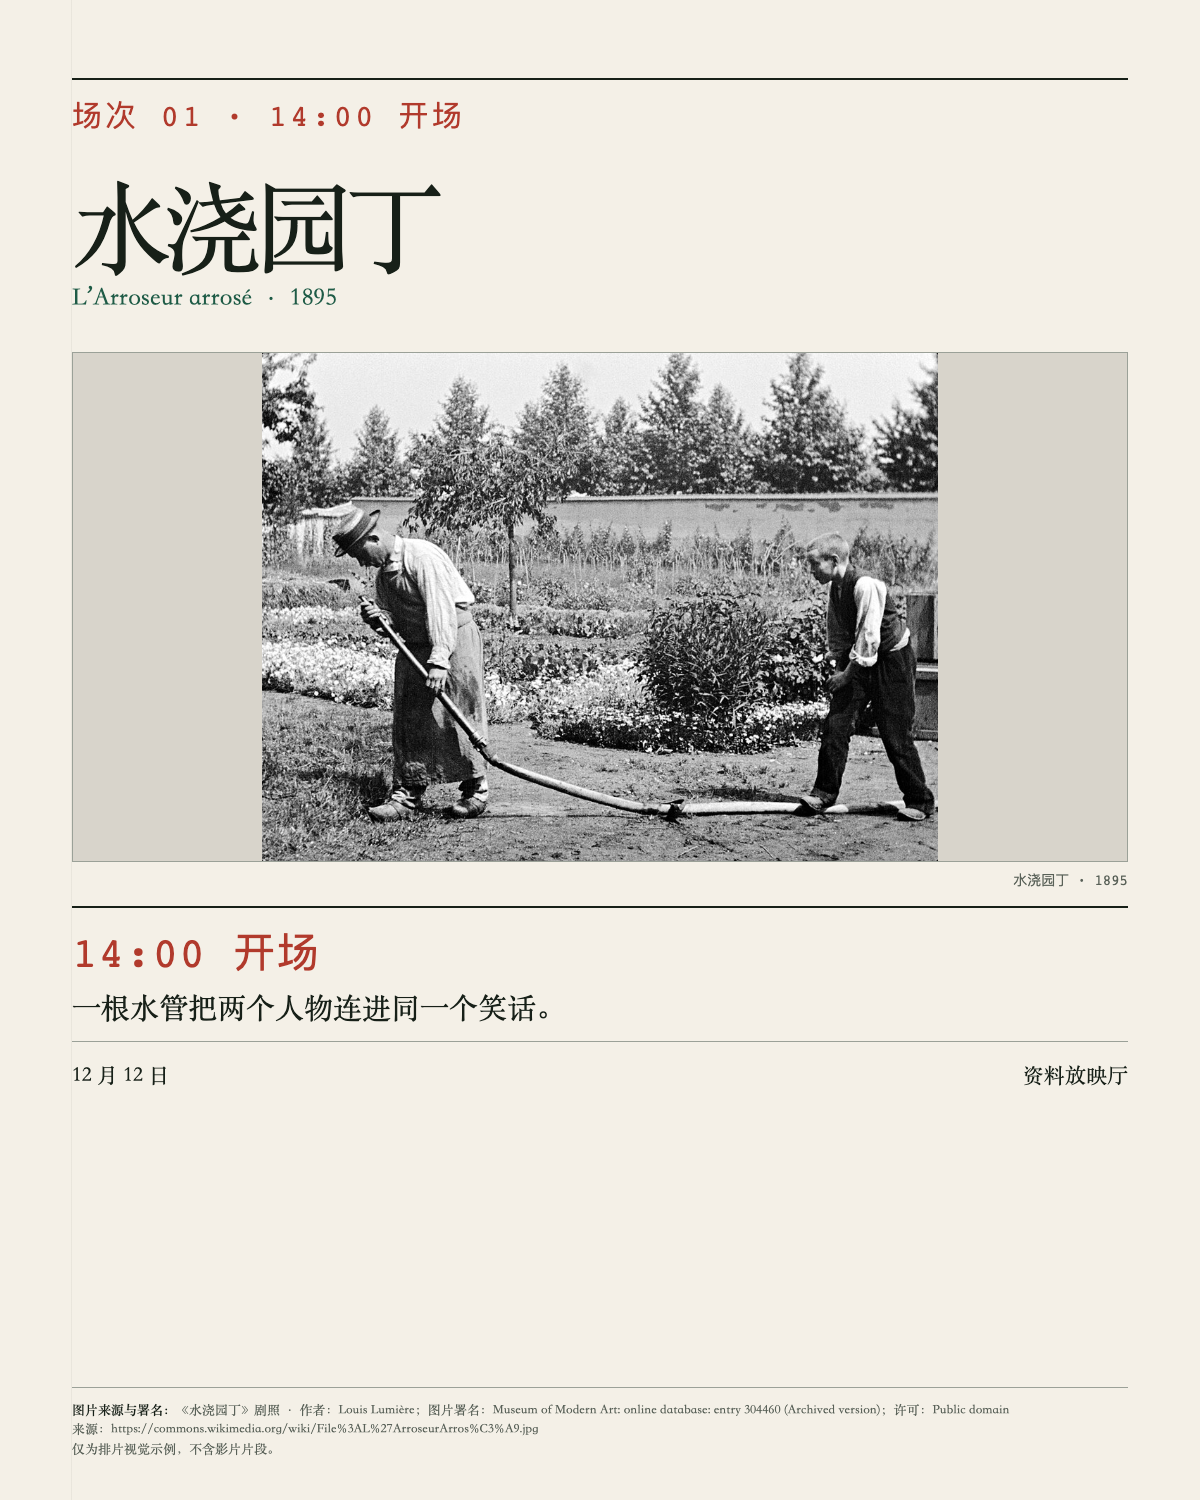 场次 01 · 14:00 开场
水浇园丁
L’Arroseur arrosé · 1895
水浇园丁 · 1895
14:00 开场
一根水管把两个人物连进同一个笑话。
12 月 12 日
资料放映厅
图片来源与署名：《水浇园丁》剧照 · 作者：Louis Lumière；图片署名：Museum of Modern Art: online database: entry 304460 (Archived version)；许可：Public domain
来源：https://commons.wikimedia.org/wiki/File%3AL%27ArroseurArros%C3%A9.jpg
仅为排片视觉示例，不含影片片段。